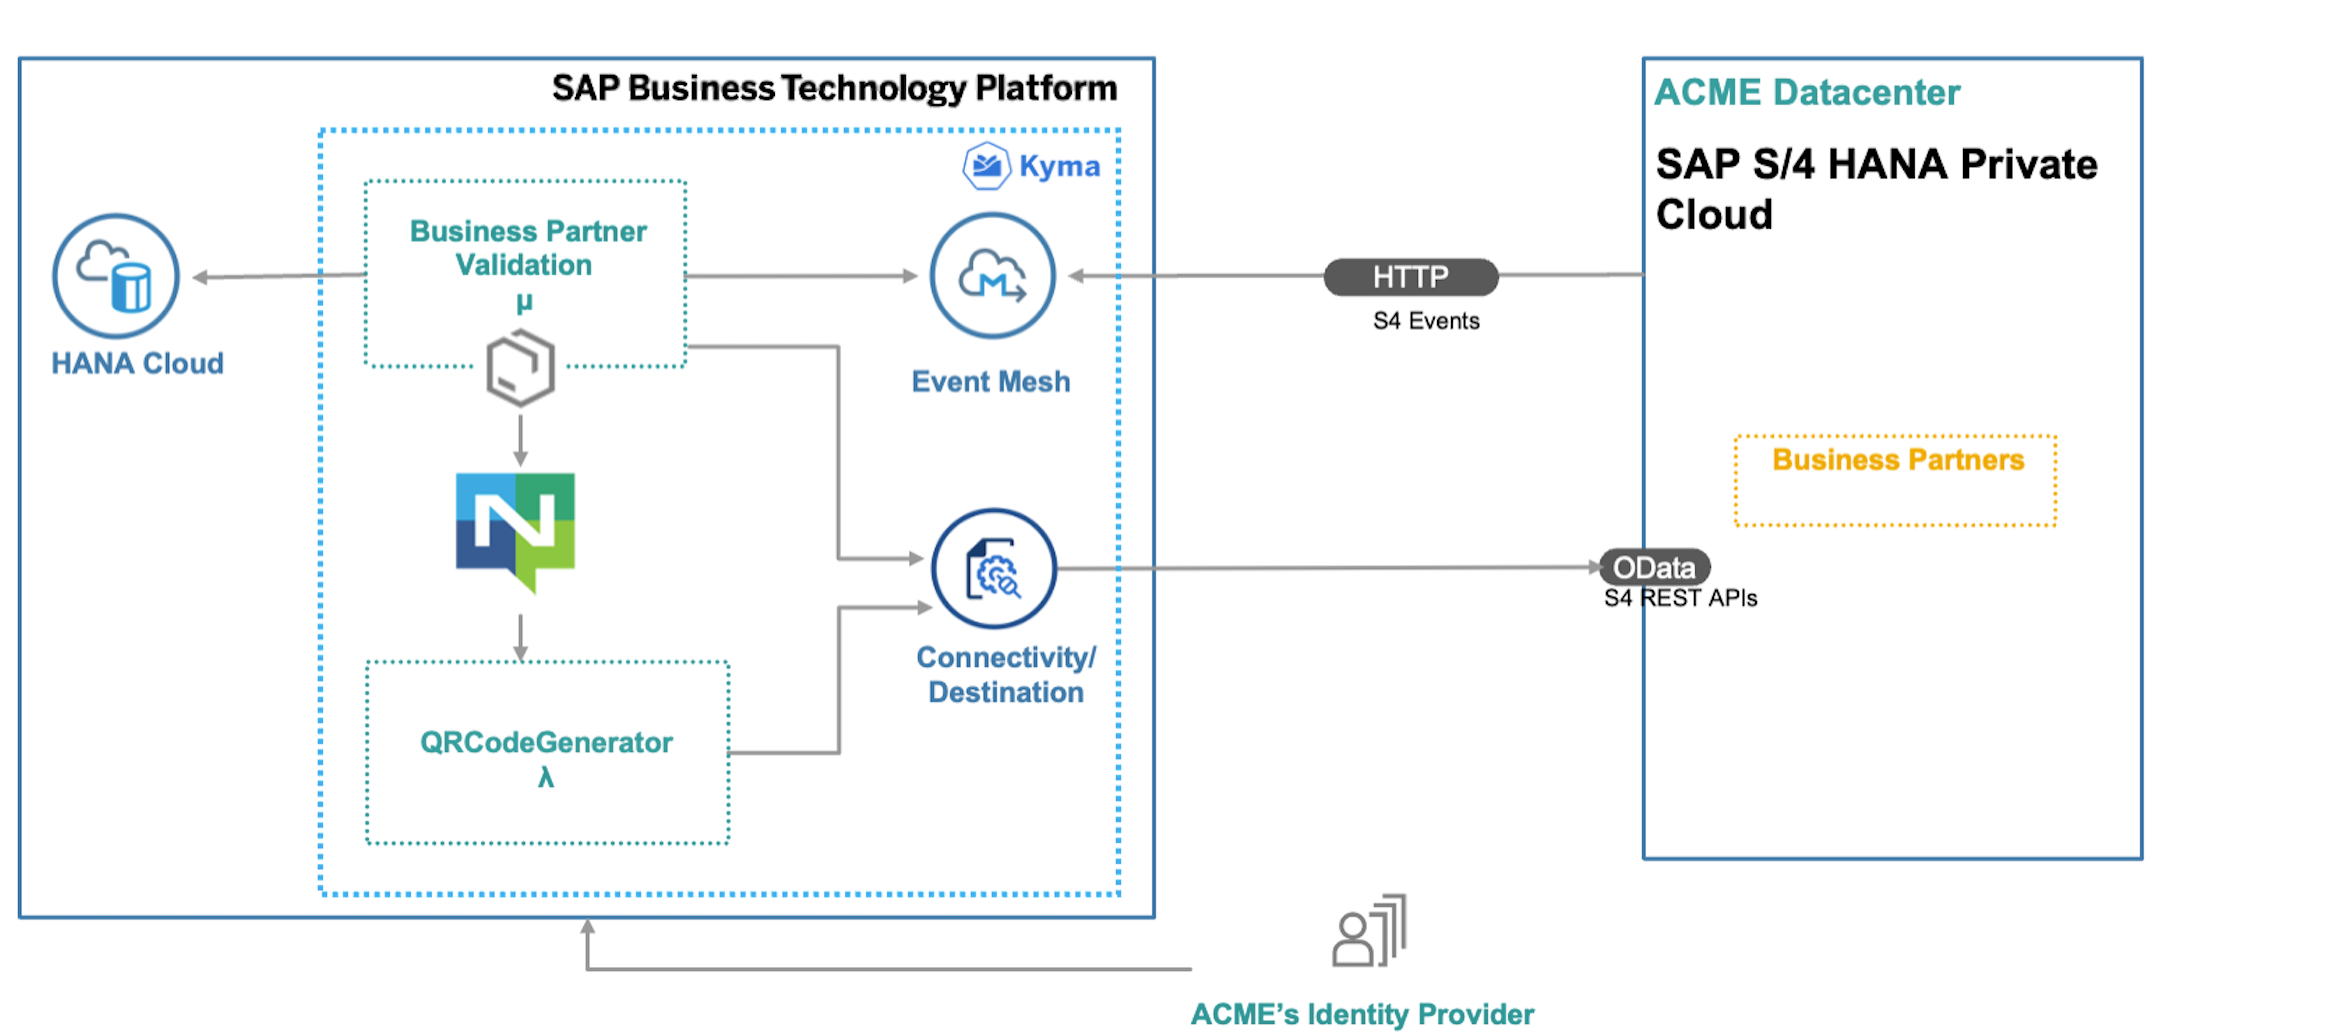 SAP Business Technology Platform
Kyma
Business Partner
Validation
μ
HANA Cloud
Event Mesh
N
QRCodeGenerator
λ
Connectivity/
Destination
HTTP
S4 Events
OData
S4 REST APIs
ACME Datacenter
SAP S/4 HANA Private
Cloud
Business Partners
ACME’s Identity Provider